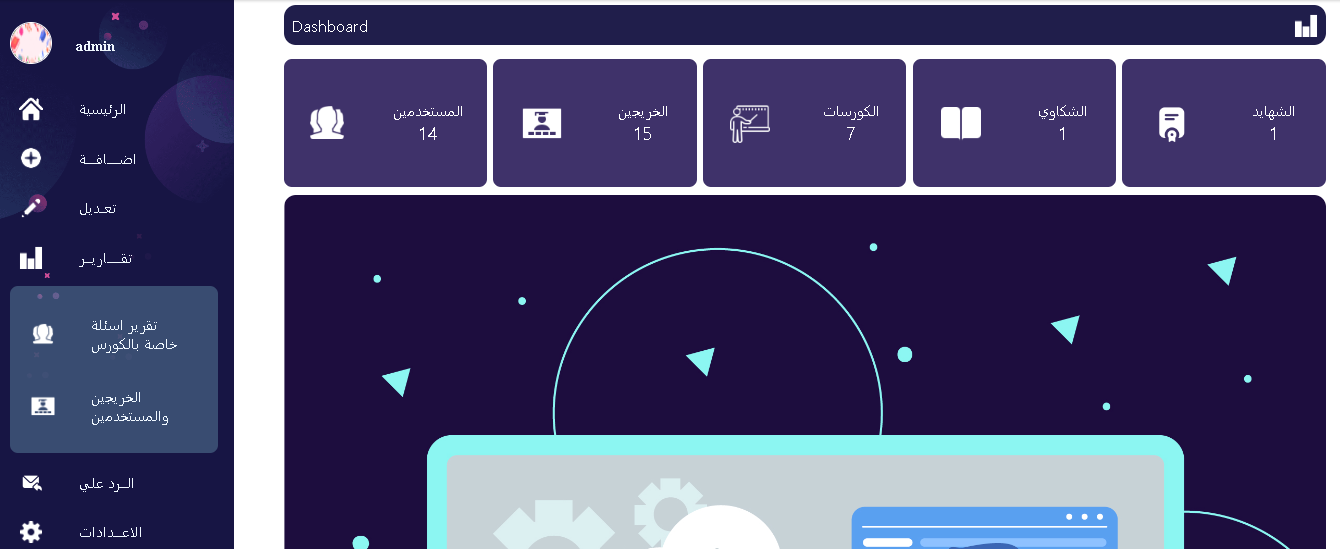 admin
الرئيسية
اضـــافـــة
تعديل
تقـــاريــر
تقرير اسئلة
خاصة بالكورس
الخريجين
والمستخدمين
الــرد علي
الاعــدادات
Dashboard
المستخدمين
14
الخريجين
15
الكورسات
7
الشكاوي
1
الشهايد
1